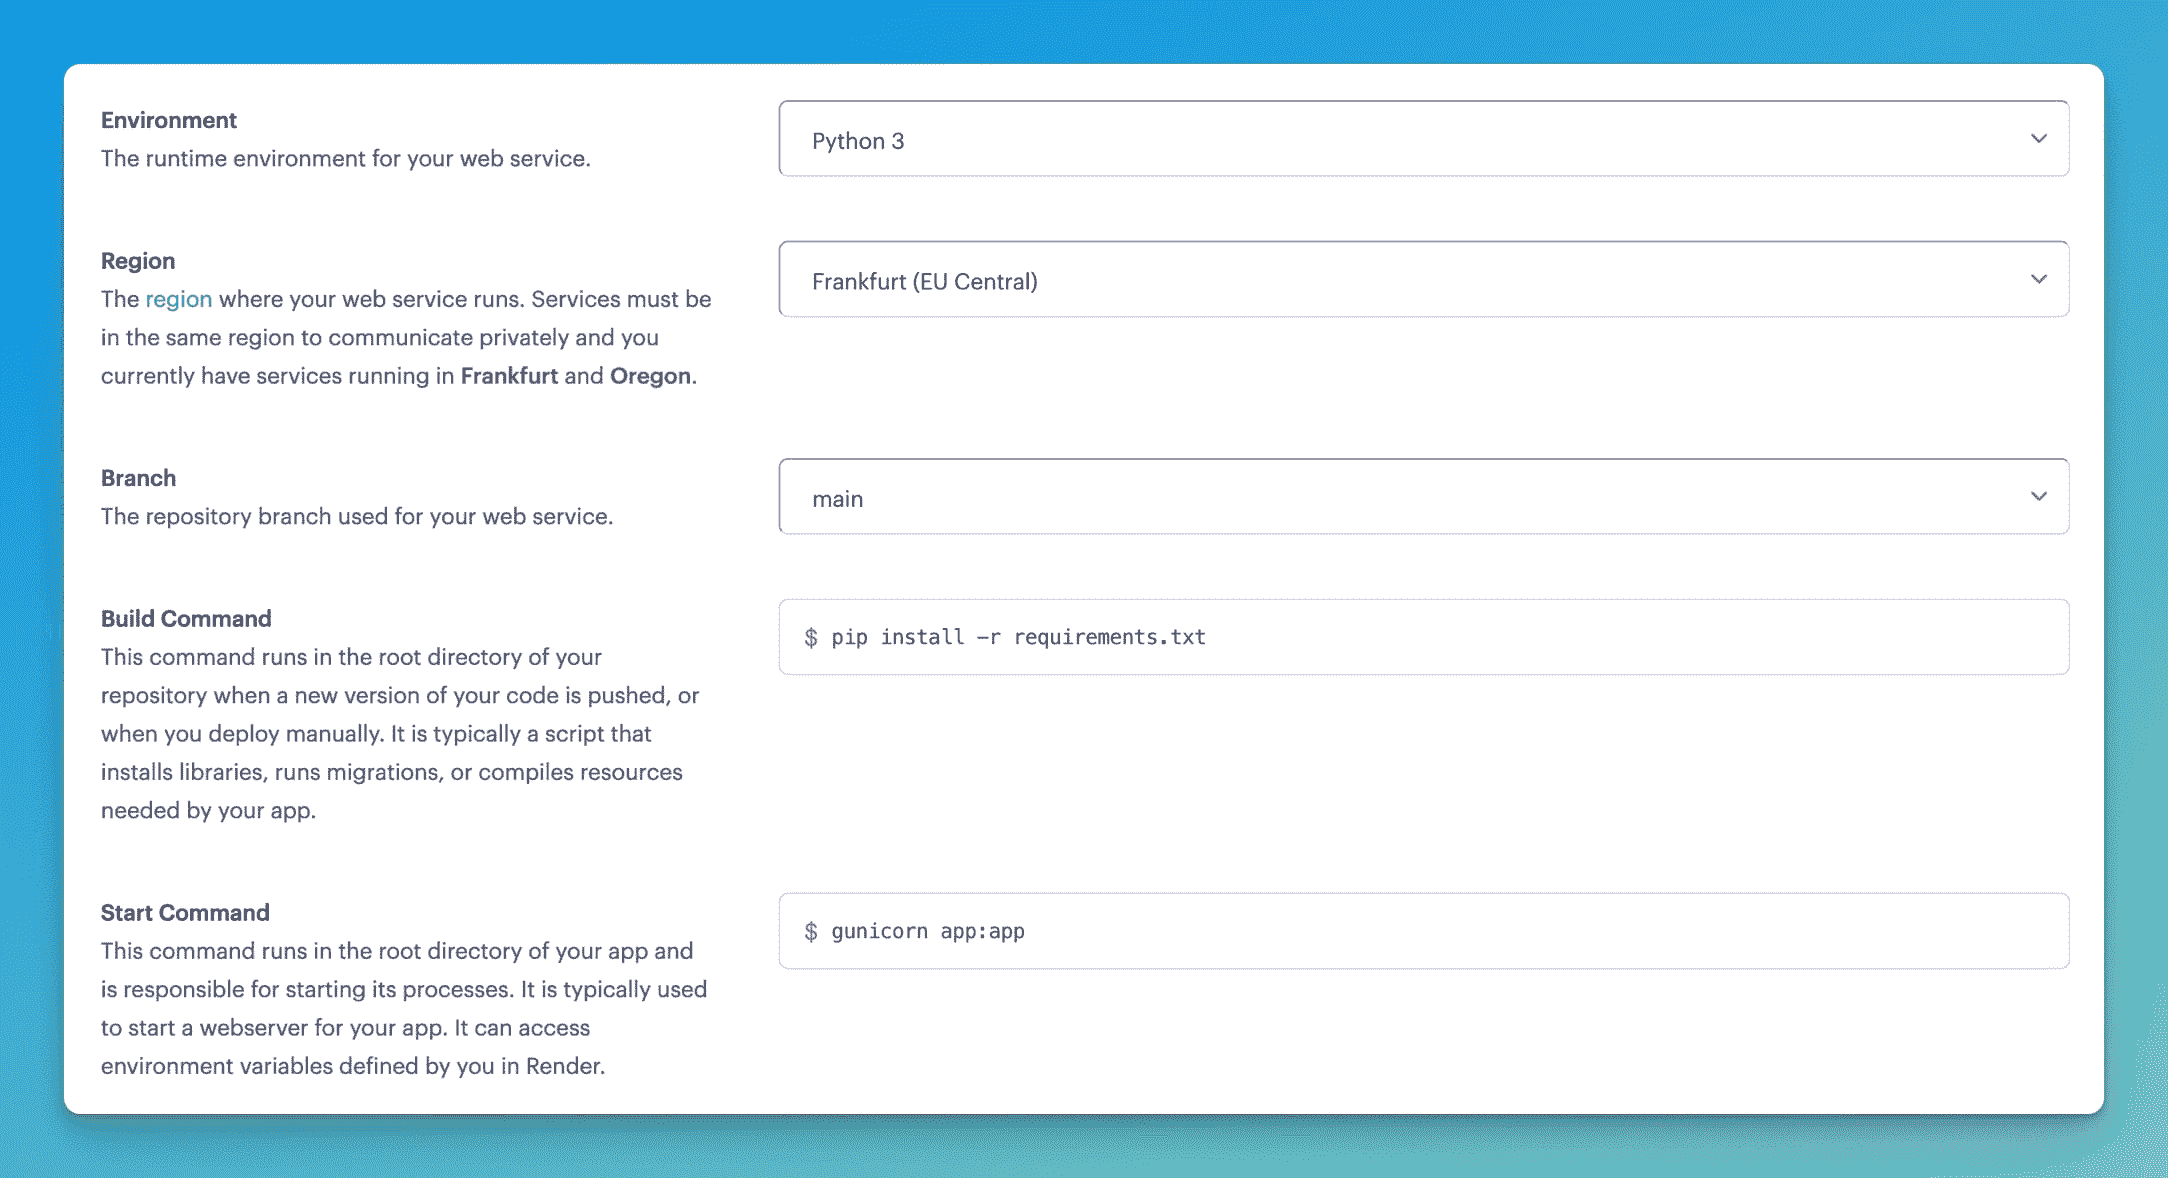 Environment
The runtime environment for your web service.
Python 3
Region
The region where your web service runs. Services must be
in the same region to communicate privately and you
currently have services running in Frankfurt and Oregon.
Frankfurt (EU Central)
Branch
The repository branch used for your web service.
main
Build Command
This command runs in the root directory of your
repository when a new version of your code is pushed, or
when you deploy manually. It is typically a script that
installs libraries, runs migrations, or compiles resources
needed by your app.
$ pip install -r requirements.txt
Start Command
This command runs in the root directory of your app and
is responsible for starting its processes. It is typically used
to start a webserver for your app. It can access
environment variables defined by you in Render.
$ gunicorn app:app